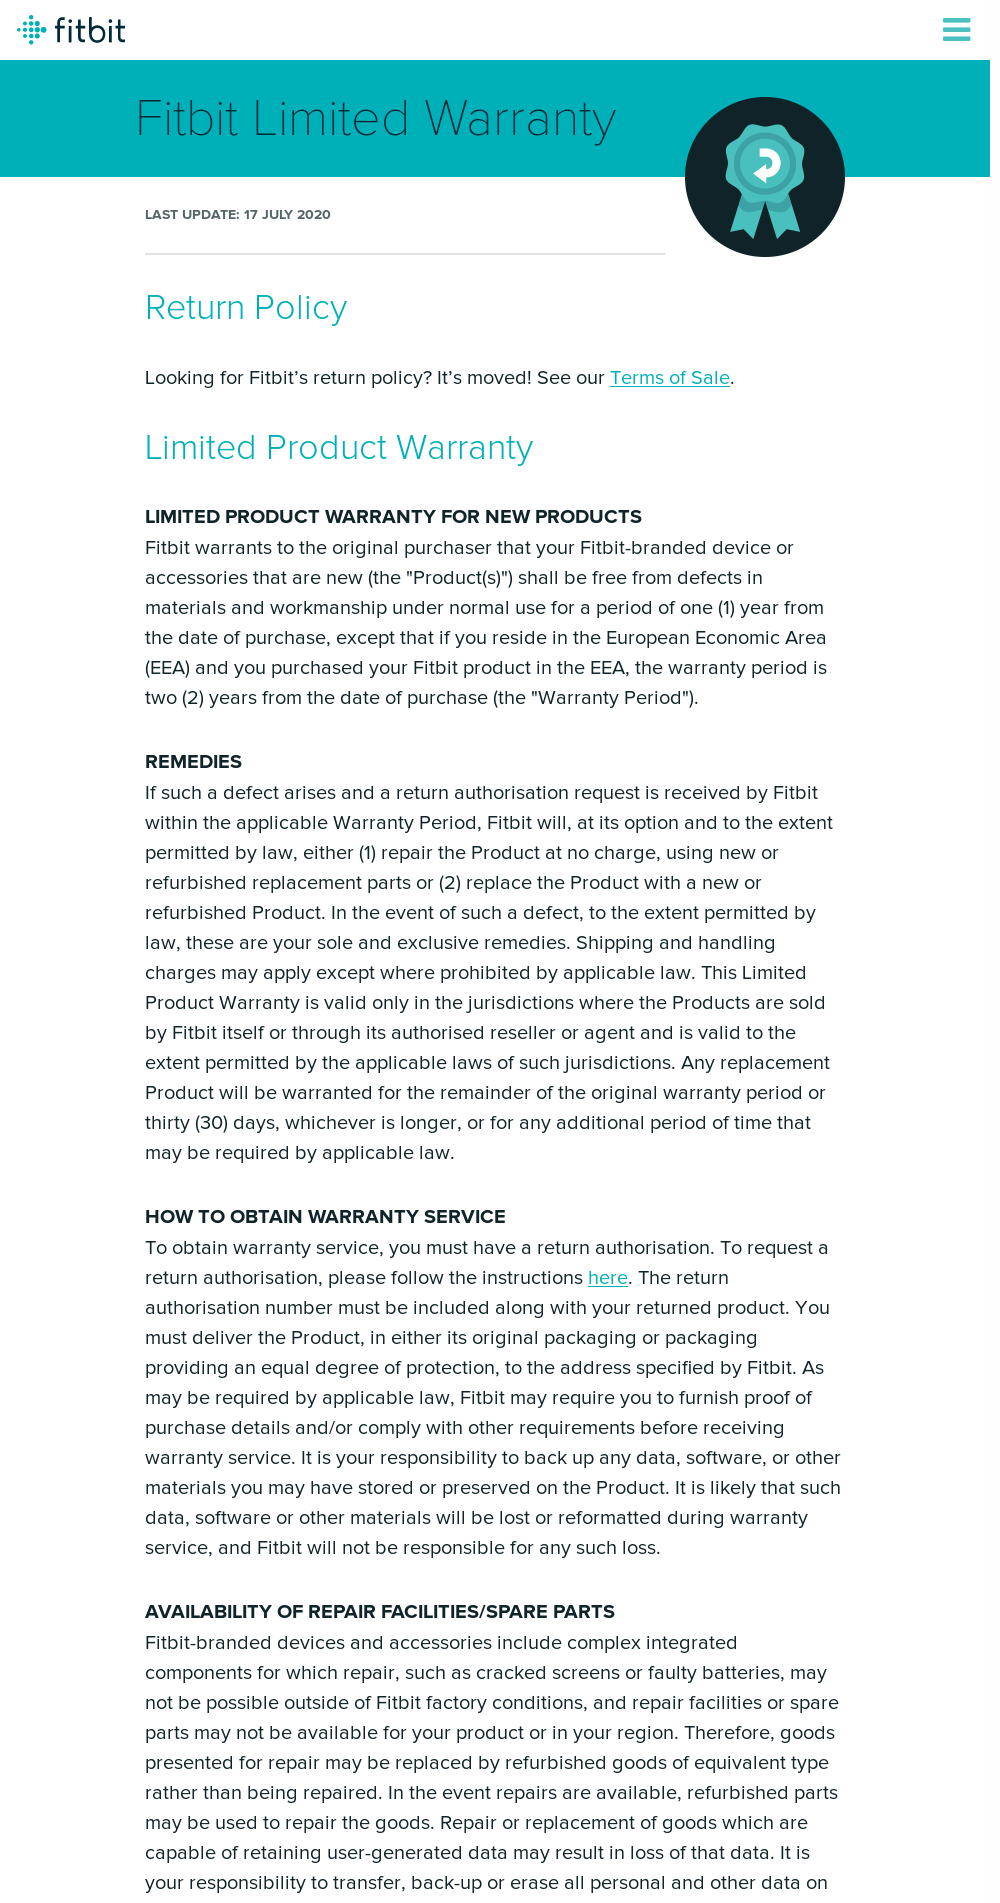 fitbit
Fitbit Limited Warranty
LAST UPDATE: 17 JULY 2020
Return Policy
Looking for Fitbit’s return policy? It’s moved! See our Terms of Sale.
Limited Product Warranty
LIMITED PRODUCT WARRANTY FOR NEW PRODUCTS
Fitbit warrants to the original purchaser that your Fitbit-branded device or
accessories that are new (the "Product(s)") shall be free from defects in
materials and workmanship under normal use for a period of one (1) year from
the date of purchase, except that if you reside in the European Economic Area
(EEA) and you purchased your Fitbit product in the EEA, the warranty period is
two (2) years from the date of purchase (the "Warranty Period").
REMEDIES
If such a defect arises and a return authorisation request is received by Fitbit
within the applicable Warranty Period, Fitbit will, at its option and to the extent
permitted by law, either (1) repair the Product at no charge, using new or
refurbished replacement parts or (2) replace the Product with a new or
refurbished Product. In the event of such a defect, to the extent permitted by
law, these are your sole and exclusive remedies. Shipping and handling
charges may apply except where prohibited by applicable law. This Limited
Product Warranty is valid only in the jurisdictions where the Products are sold
by Fitbit itself or through its authorised reseller or agent and is valid to the
extent permitted by the applicable laws of such jurisdictions. Any replacement
Product will be warranted for the remainder of the original warranty period or
thirty (30) days, whichever is longer, or for any additional period of time that
may be required by applicable law.
HOW TO OBTAIN WARRANTY SERVICE
To obtain warranty service, you must have a return authorisation. To request a
return authorisation, please follow the instructions here. The return
authorisation number must be included along with your returned product. You
must deliver the Product, in either its original packaging or packaging
providing an equal degree of protection, to the address specified by Fitbit. As
may be required by applicable law, Fitbit may require you to furnish proof of
purchase details and/or comply with other requirements before receiving
warranty service. It is your responsibility to back up any data, software, or other
materials you may have stored or preserved on the Product. It is likely that such
data, software or other materials will be lost or reformatted during warranty
service, and Fitbit will not be responsible for any such loss.
AVAILABILITY OF REPAIR FACILITIES/SPARE PARTS
Fitbit-branded devices and accessories include complex integrated
components for which repair, such as cracked screens or faulty batteries, may
not be possible outside of Fitbit factory conditions, and repair facilities or spare
parts may not be available for your product or in your region. Therefore, goods
presented for repair may be replaced by refurbished goods of equivalent type
rather than being repaired. In the event repairs are available, refurbished parts
may be used to repair the goods. Repair or replacement of goods which are
capable of retaining user-generated data may result in loss of that data. It is
your responsibility to transfer, back-up or erase all personal and other data on